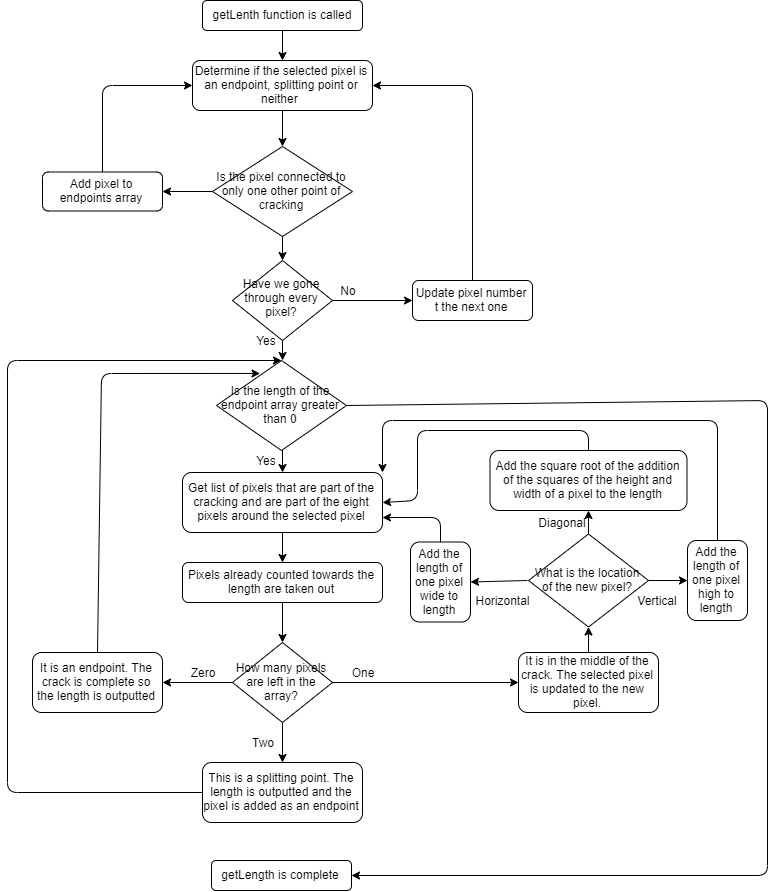 getLenth function is called
Determine if the selected pixel is
an endpoint, splitting point or
neither
Is the pixel connected to
only one other point of
cracking
Add pixel to
endpoints array
Have we gone
through every
pixel?
No
Update pixel number
t the next one
Yes
Is the length of the
endpoint array greater
than 0
Yes
Get list of pixels that are part of the
cracking and are part of the eight
pixels around the selected pixel
Add the square root of the addition
of the squares of the height and
width of a pixel to the length
Diagonal
Pixels already counted towards the
length are taken out
Add the
length of
one pixel
wide to
length
Horizontal
What is the location
of the new pixel?
Vertical
Add the
length of
one pixel
high to
length
It is an endpoint. The
crack is complete so
the length is outputted
Zero
How many pixels
are left in the
array?
One
It is in the middle of the
crack. The selected pixel
is updated to the new
pixel.
Two
This is a splitting point. The
length is outputted and the
pixel is added as an endpoint
getLength is complete